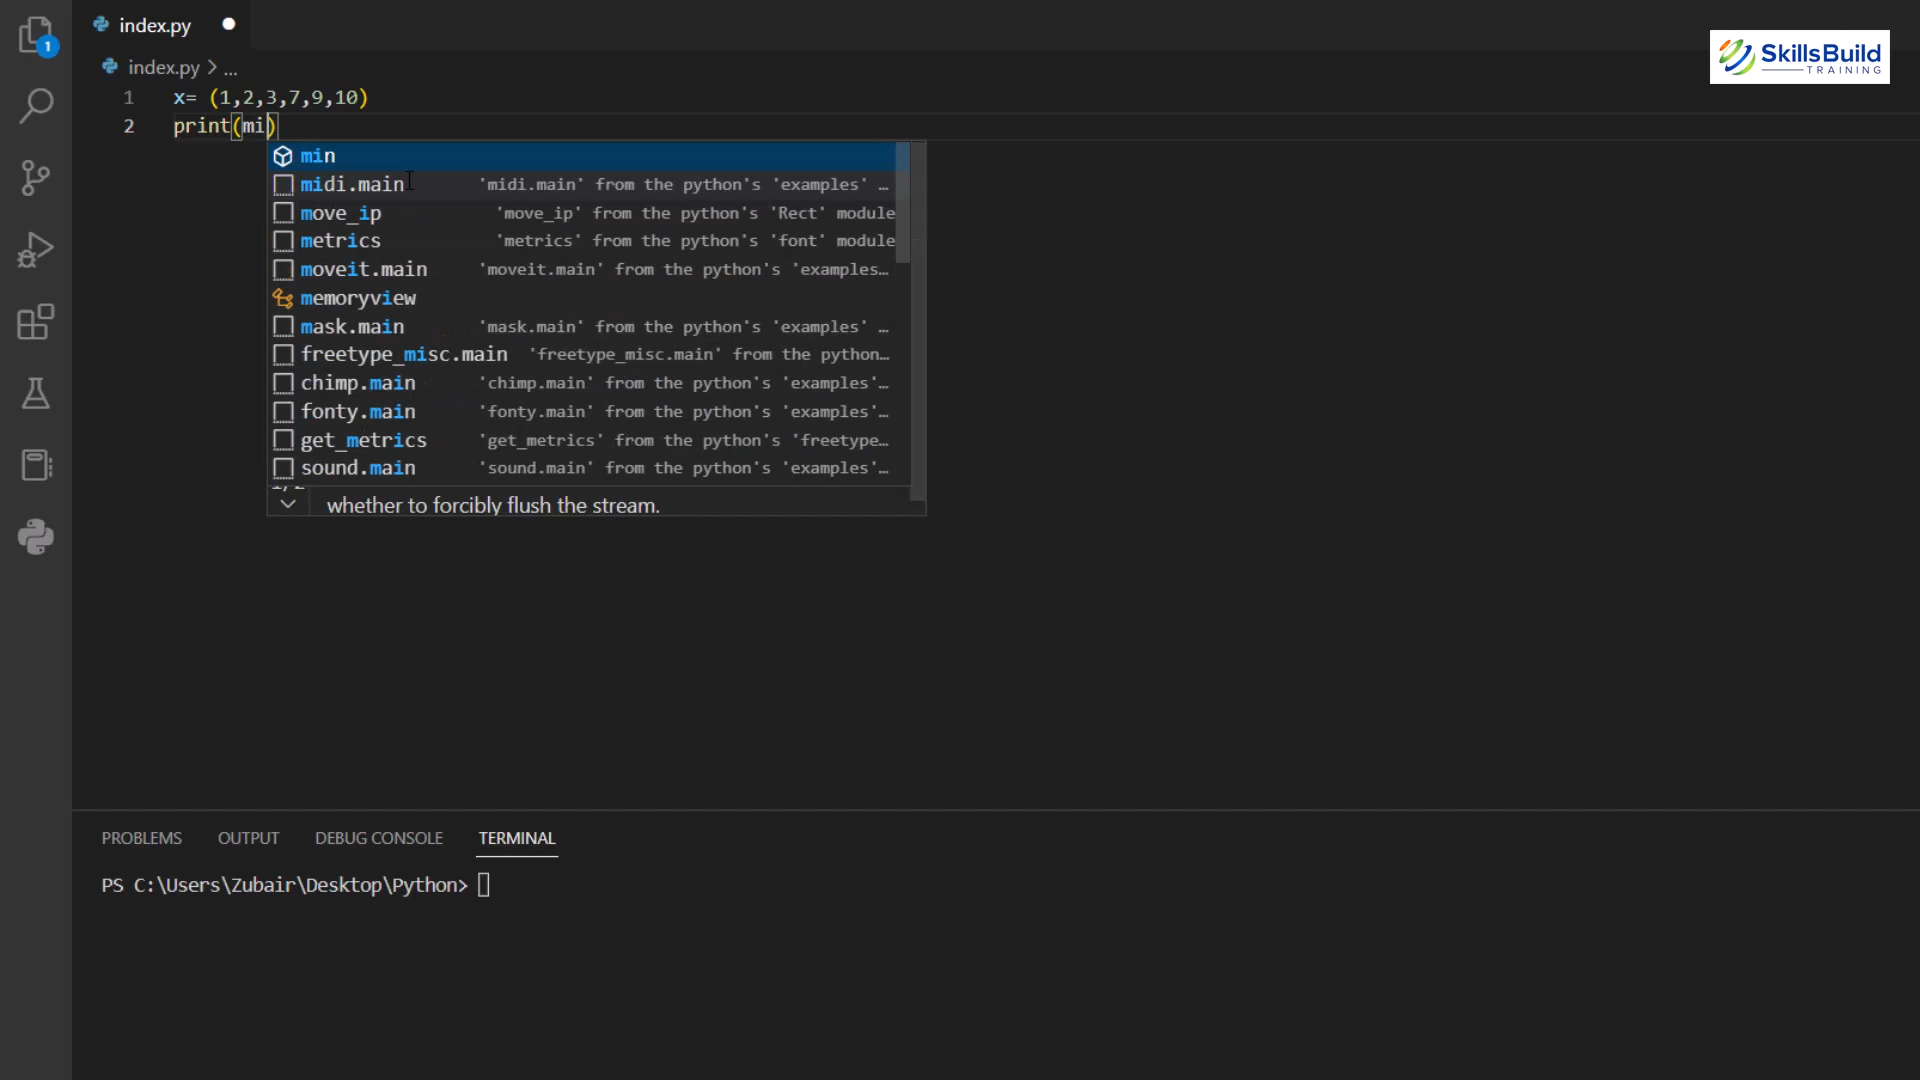 index.py
SkillsBuild
TRAINING
1
index.py > ...
1 x= (1,2,3,7,9,10)
2 print(mi)
min
midi.main 'midi.main' from the python's 'examples' …
move_ip 'move_ip' from the python's 'Rect' module
metrics 'metrics' from the python's 'font' module
moveit.main 'moveit.main' from the python's 'examples…
memoryview
mask.main 'mask.main' from the python's 'examples' …
freetype_misc.main 'freetype_misc.main' from the python…
chimp.main 'chimp.main' from the python's 'examples'…
fonty.main 'fonty.main' from the python's 'examples'…
get_metrics 'get_metrics' from the python's 'freetype…
sound.main 'sound.main' from the python's 'examples'…
whether to forcibly flush the stream.
PROBLEMS OUTPUT DEBUG CONSOLE TERMINAL
PS C:\Users\Zubair\Desktop\Python>